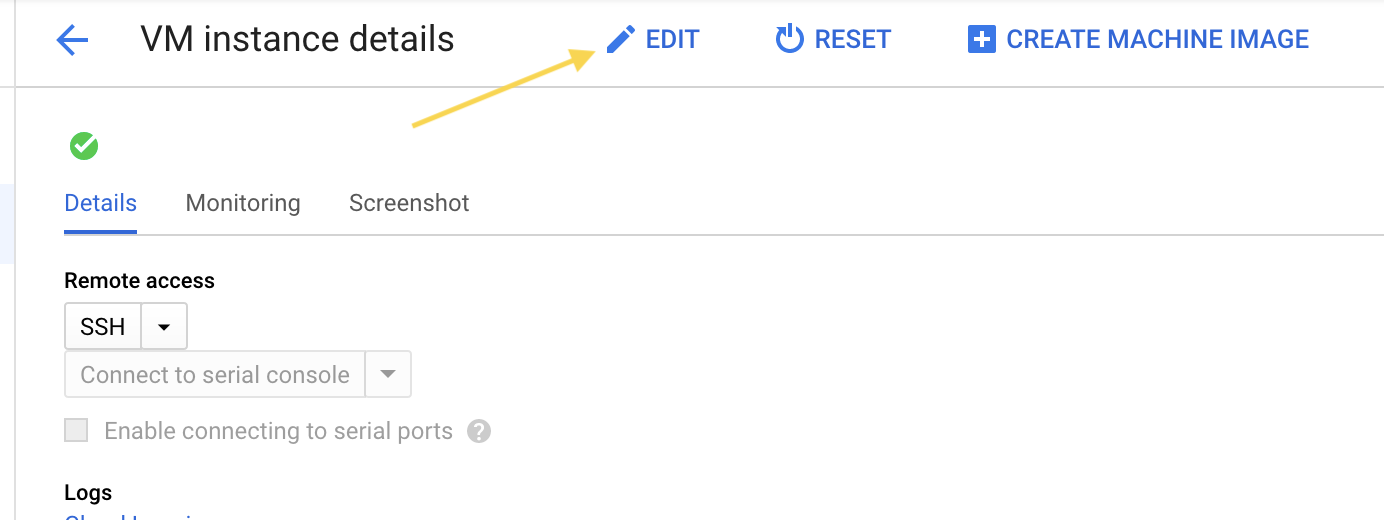 VM instance details
EDIT
RESET
CREATE MACHINE IMAGE
Details
Monitoring
Screenshot
Remote access
SSH
Connect to serial console
Enable connecting to serial ports
?
Logs